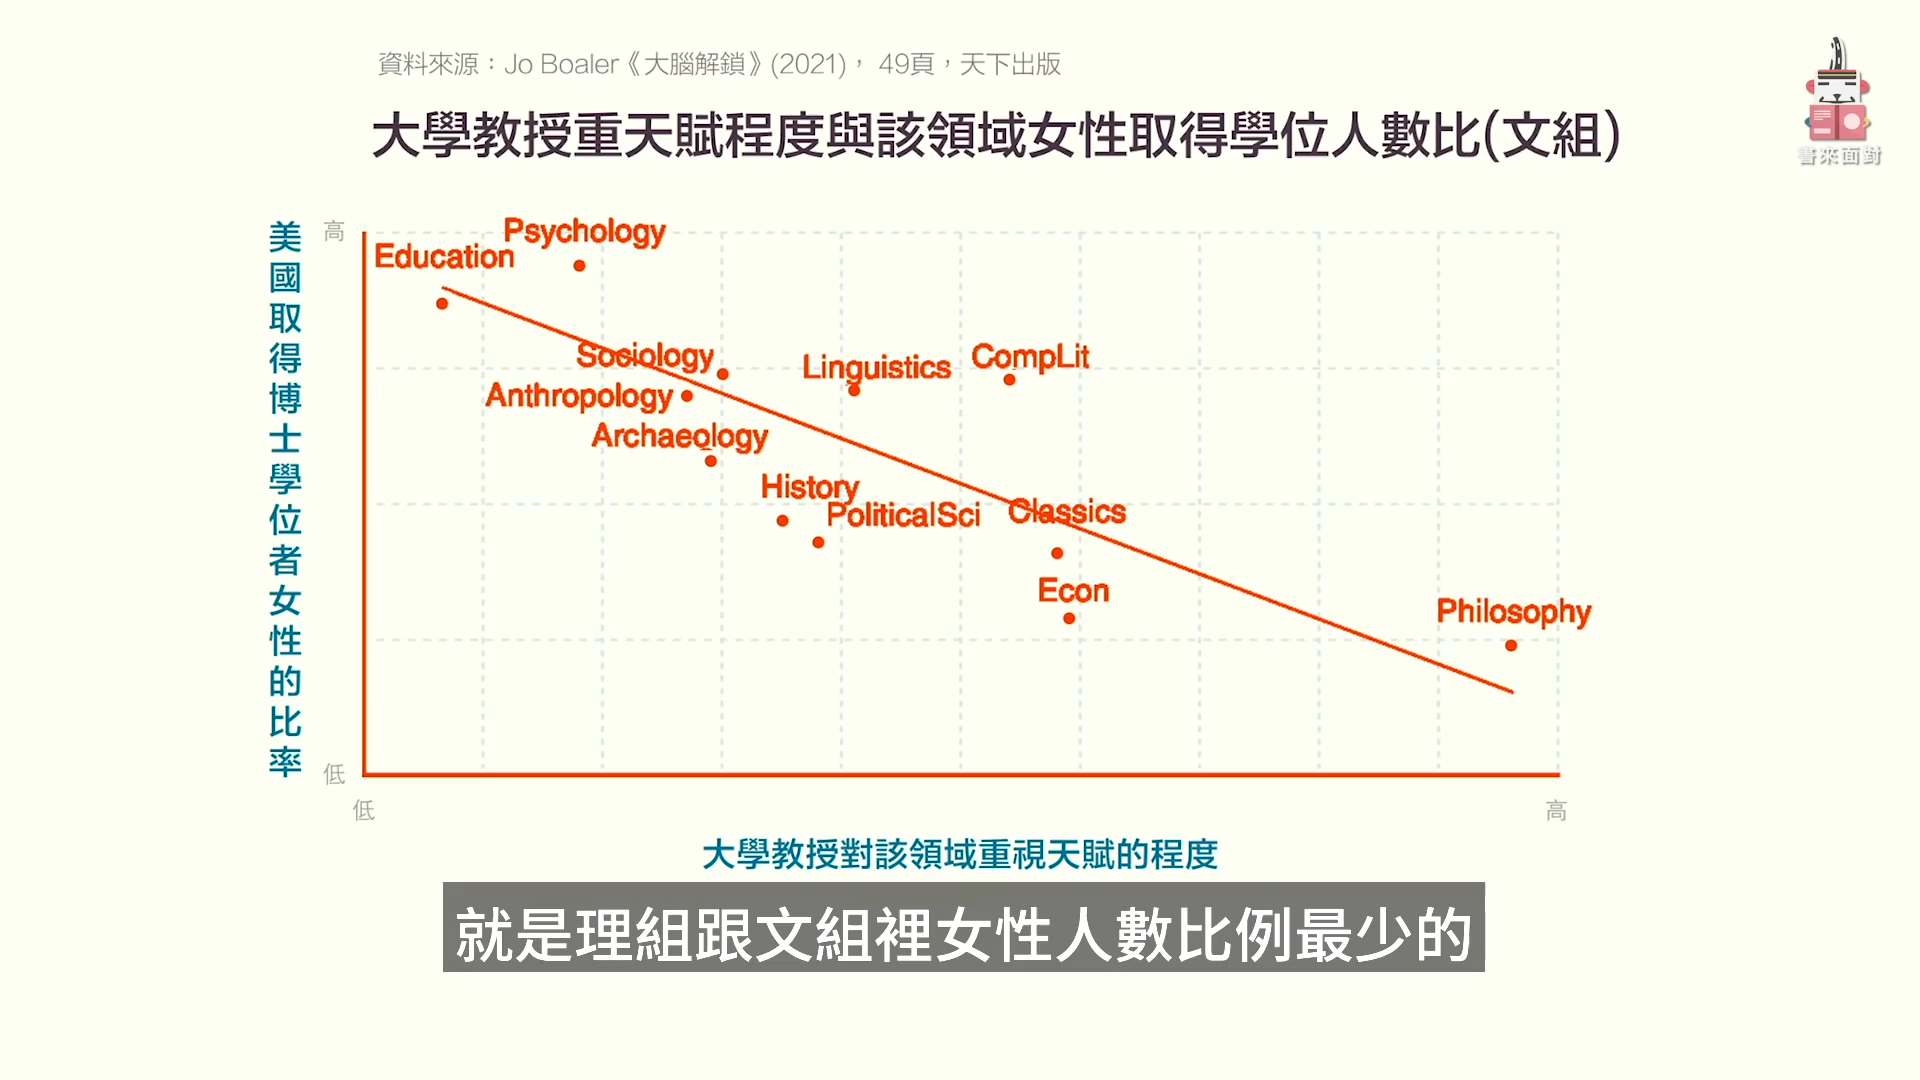 資料來源：Jo Boaler《大腦解鎖》(2021)， 49頁，天下出版
大學教授重天賦程度與該領域女性取得學位人數比(文組)
書來面對
美國取得博士學位者女性的比率
高
Psychology
Education
Sociology
Linguistics
CompLit
Anthropology
Archaeology
History
PoliticalSci
Classics
Econ
Philosophy
低
低
高
大學教授對該領域重視天賦的程度
就是理組跟文組裡女性人數比例最少的